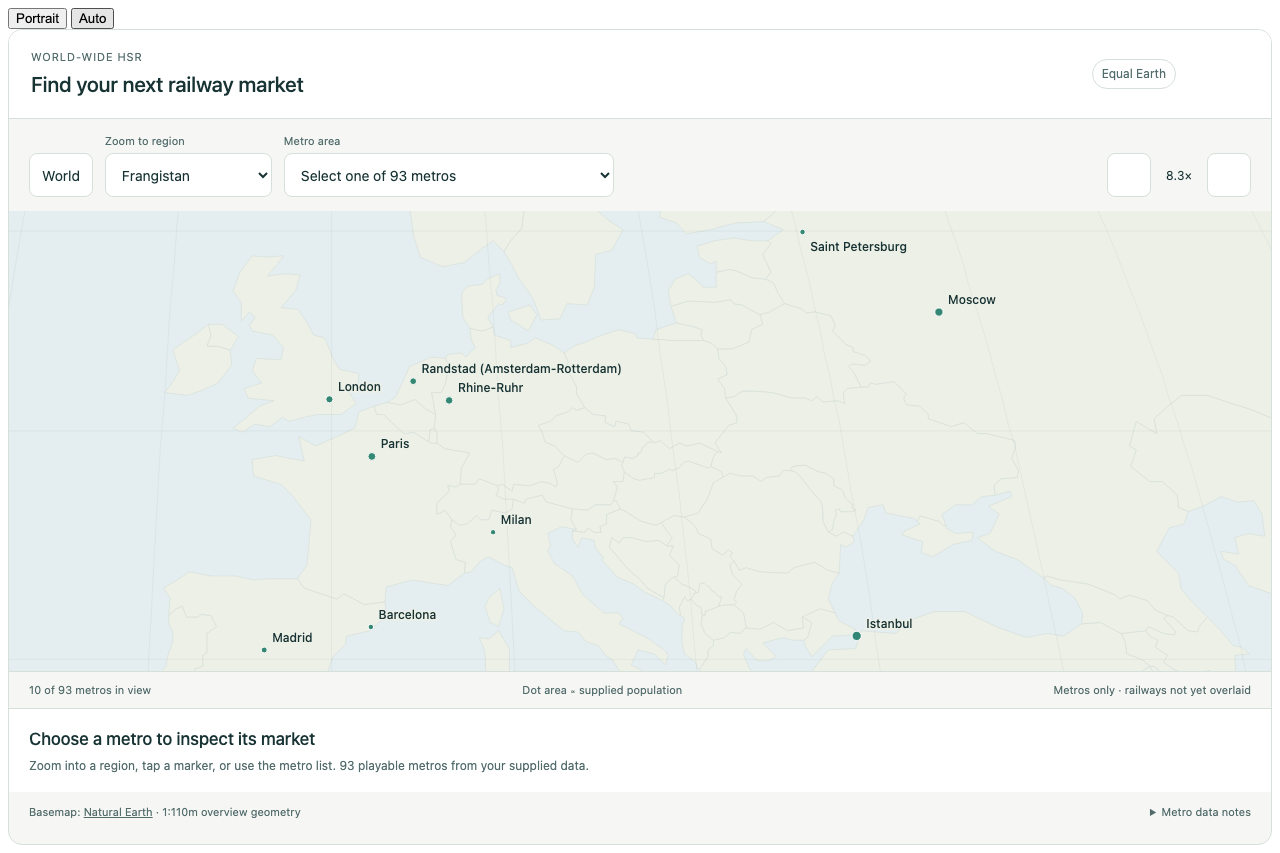 Portrait Auto
WORLD-WIDE HSR
Find your next railway market
Equal Earth
Zoom to region
Metro area
World
Frangistan
Select one of 93 metros
8.3×
Saint Petersburg
Moscow
Randstad (Amsterdam-Rotterdam)
London
Rhine-Ruhr
Paris
Milan
Barcelona
Istanbul
Madrid
10 of 93 metros in view
Dot area ∝ supplied population
Metros only · railways not yet overlaid
Choose a metro to inspect its market
Zoom into a region, tap a marker, or use the metro list. 93 playable metros from your supplied data.
Basemap: Natural Earth · 1:110m overview geometry
Metro data notes